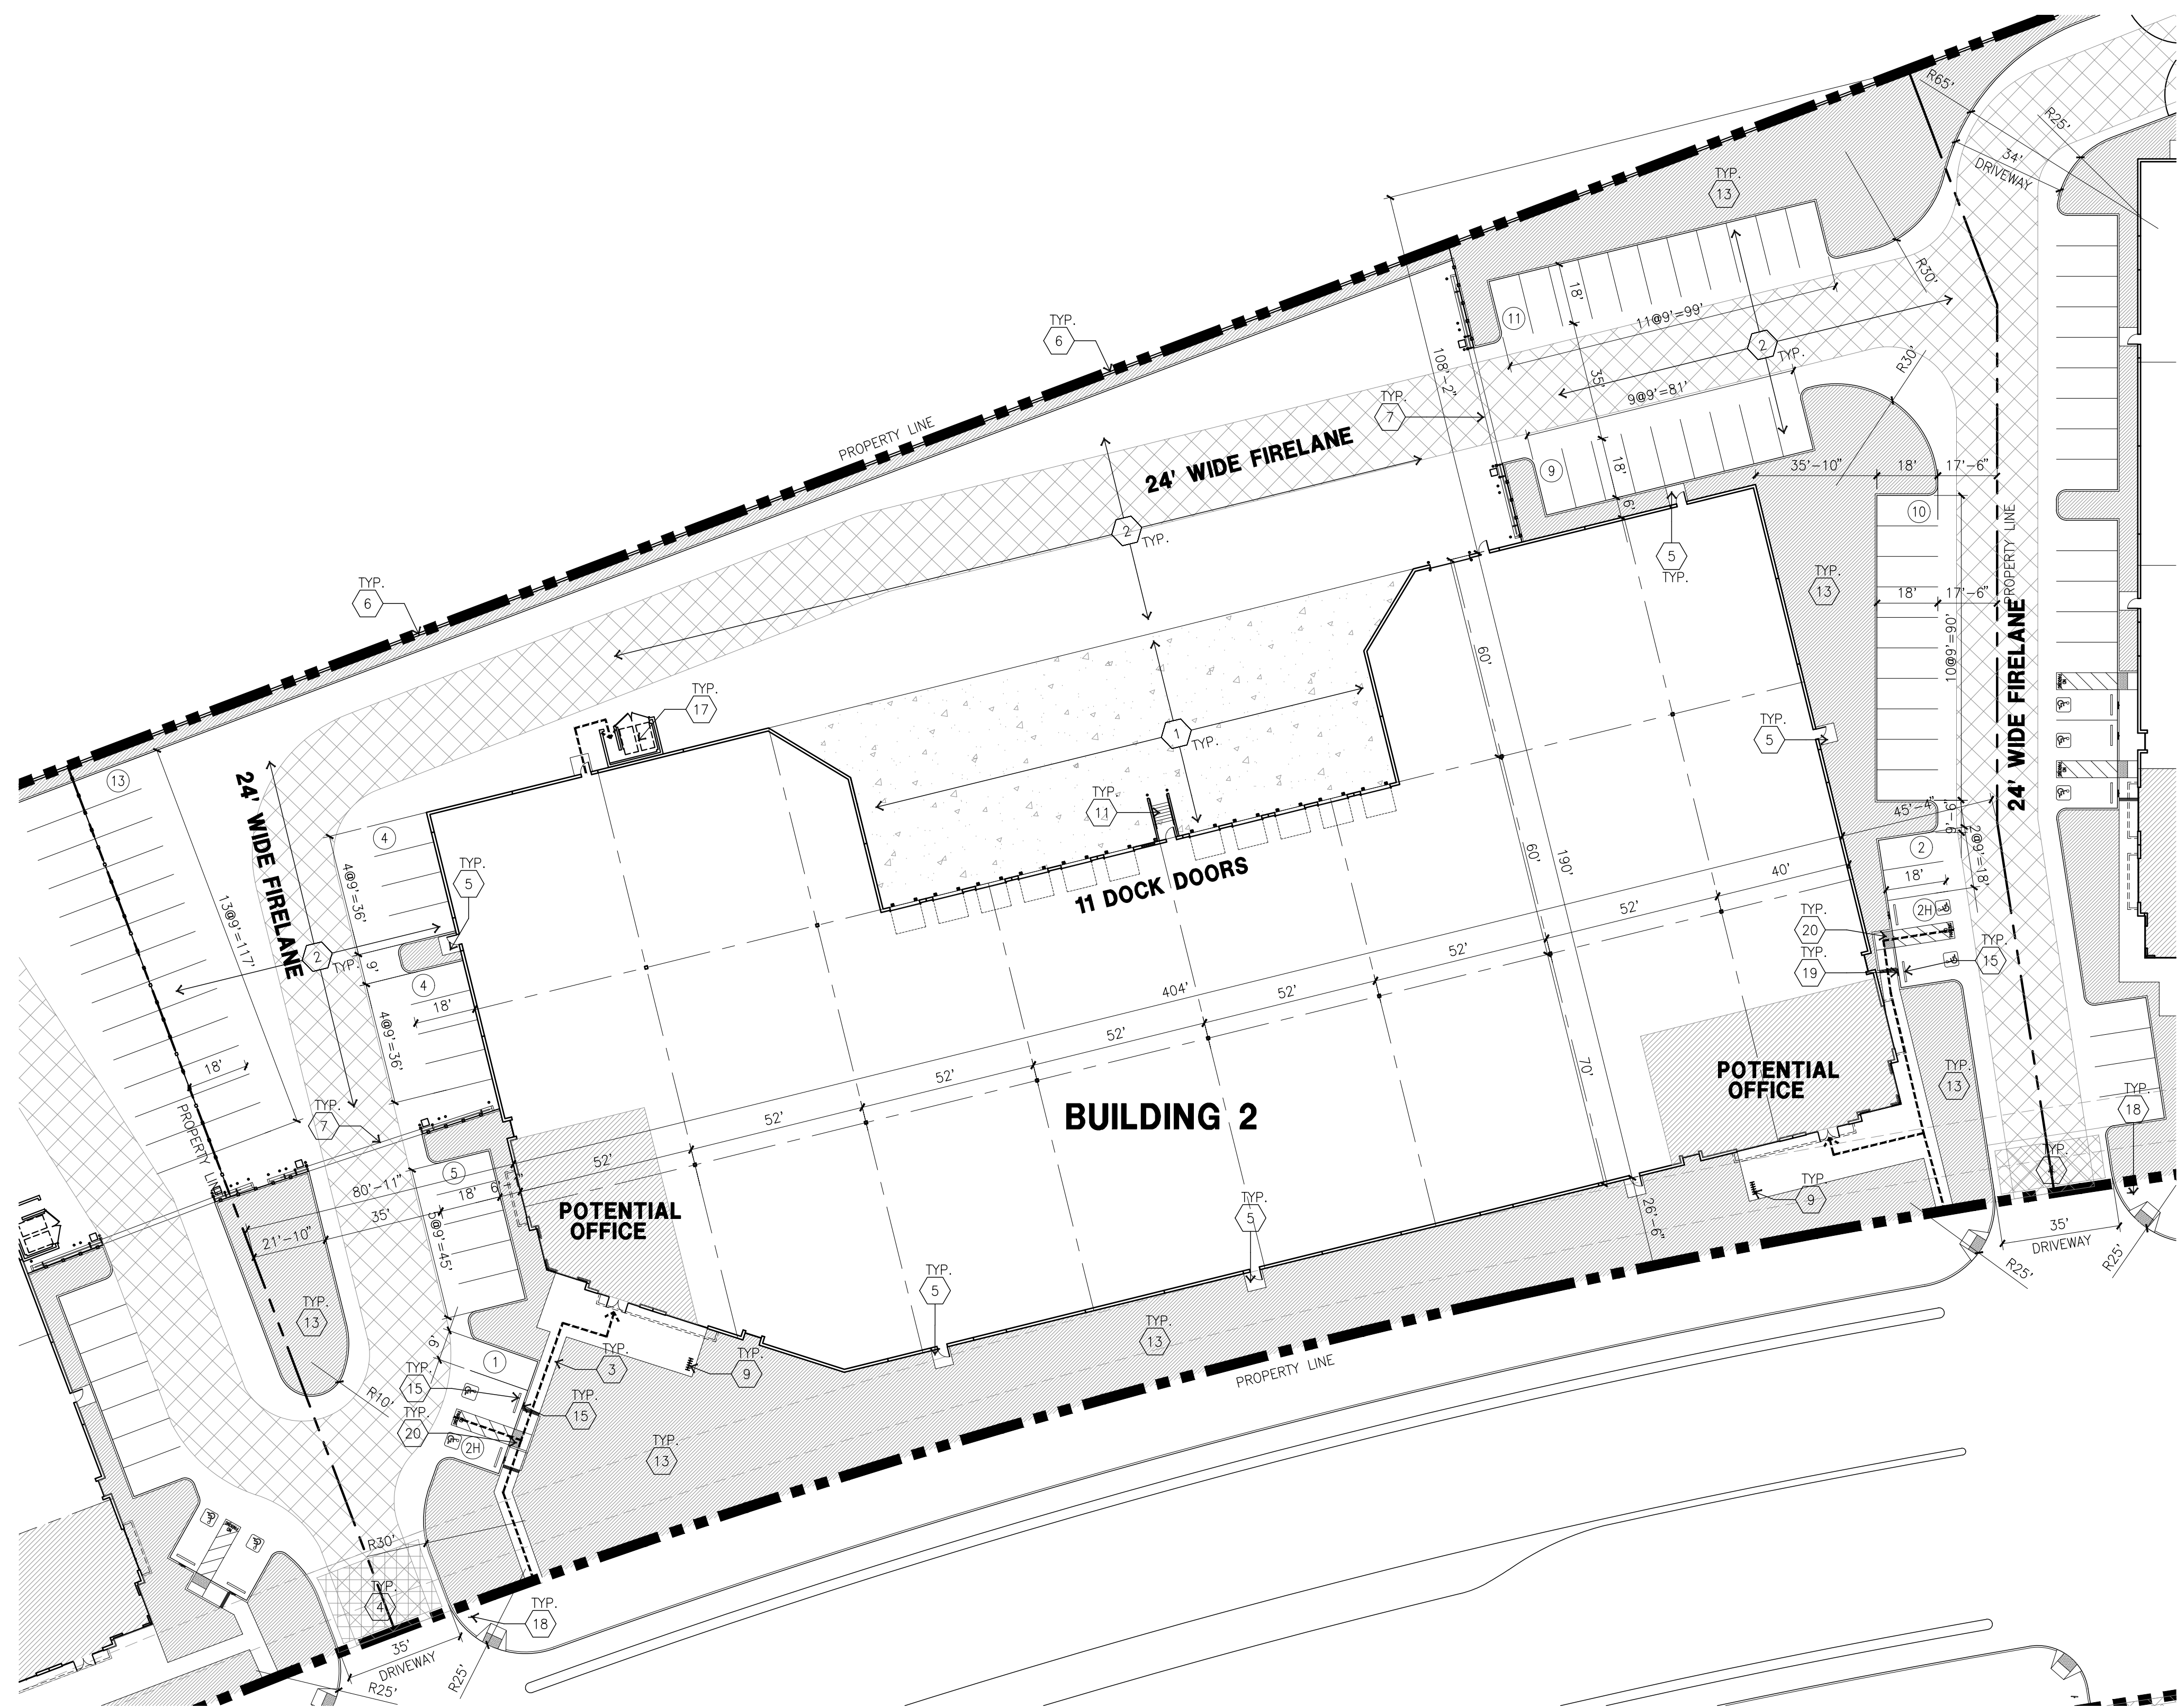 R65'
R25'
34'
DRIVEWAY
TYP.
13
R30'
18'
11
11@9'=99'
2
TYP.
TYP.
6
108'-2"
35'
R30'
9@9'=81'
TYP.
7
PROPERTY LINE
24' WIDE FIRELANE
9
18'
6'
35'-10"
18'
17'-6"
10
2
TYP.
5
TYP.
PROPERTY LINE
TYP.
6
TYP.
13
18'
17'-6"
24' WIDE FIRELANE
10@9'=90'
60'
TYP.
17
1
TYP.
TYP.
5
13
24' WIDE FIRELANE
TYP.
11
4
4@9'=36'
TYP.
5
11 DOCK DOORS
60'
190'
45'-4"
9'-6"
2
2@9'=18'
18'
40'
52'
2H
TYP.
20
TYP.
19
TYP.
15
13@9'=117'
2
TYP.
9'
4
18'
404'
52'
52'
52'
52'
52'
52'
4@9'=36'
18'
70'
POTENTIAL
OFFICE
TYP.
13
TYP.
18
BUILDING 2
PROPERTY LIN
TYP.
7
5
80'-11"
18'
35'
21'-10"
5@9'=45'
POTENTIAL
OFFICE
TYP.
5
26'-6"
TYP.
9
35'
DRIVEWAY
R25'
R25'
TYP.
13
TYP.
5
TYP.
13
PROPERTY LINE
9'
1
TYP.
3
TYP.
9
R10'
TYP.
15
TYP.
15
TYP.
20
2H
TYP.
13
R30'
TYP.
4
TYP.
18
35'
DRIVEWAY
R25'
R25'